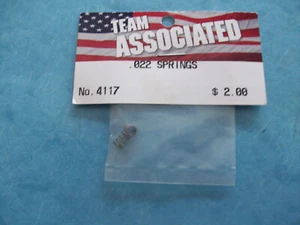 TEAM
ASSOCIATED
.022 SPRINGS
No. 4117 $ 2.00